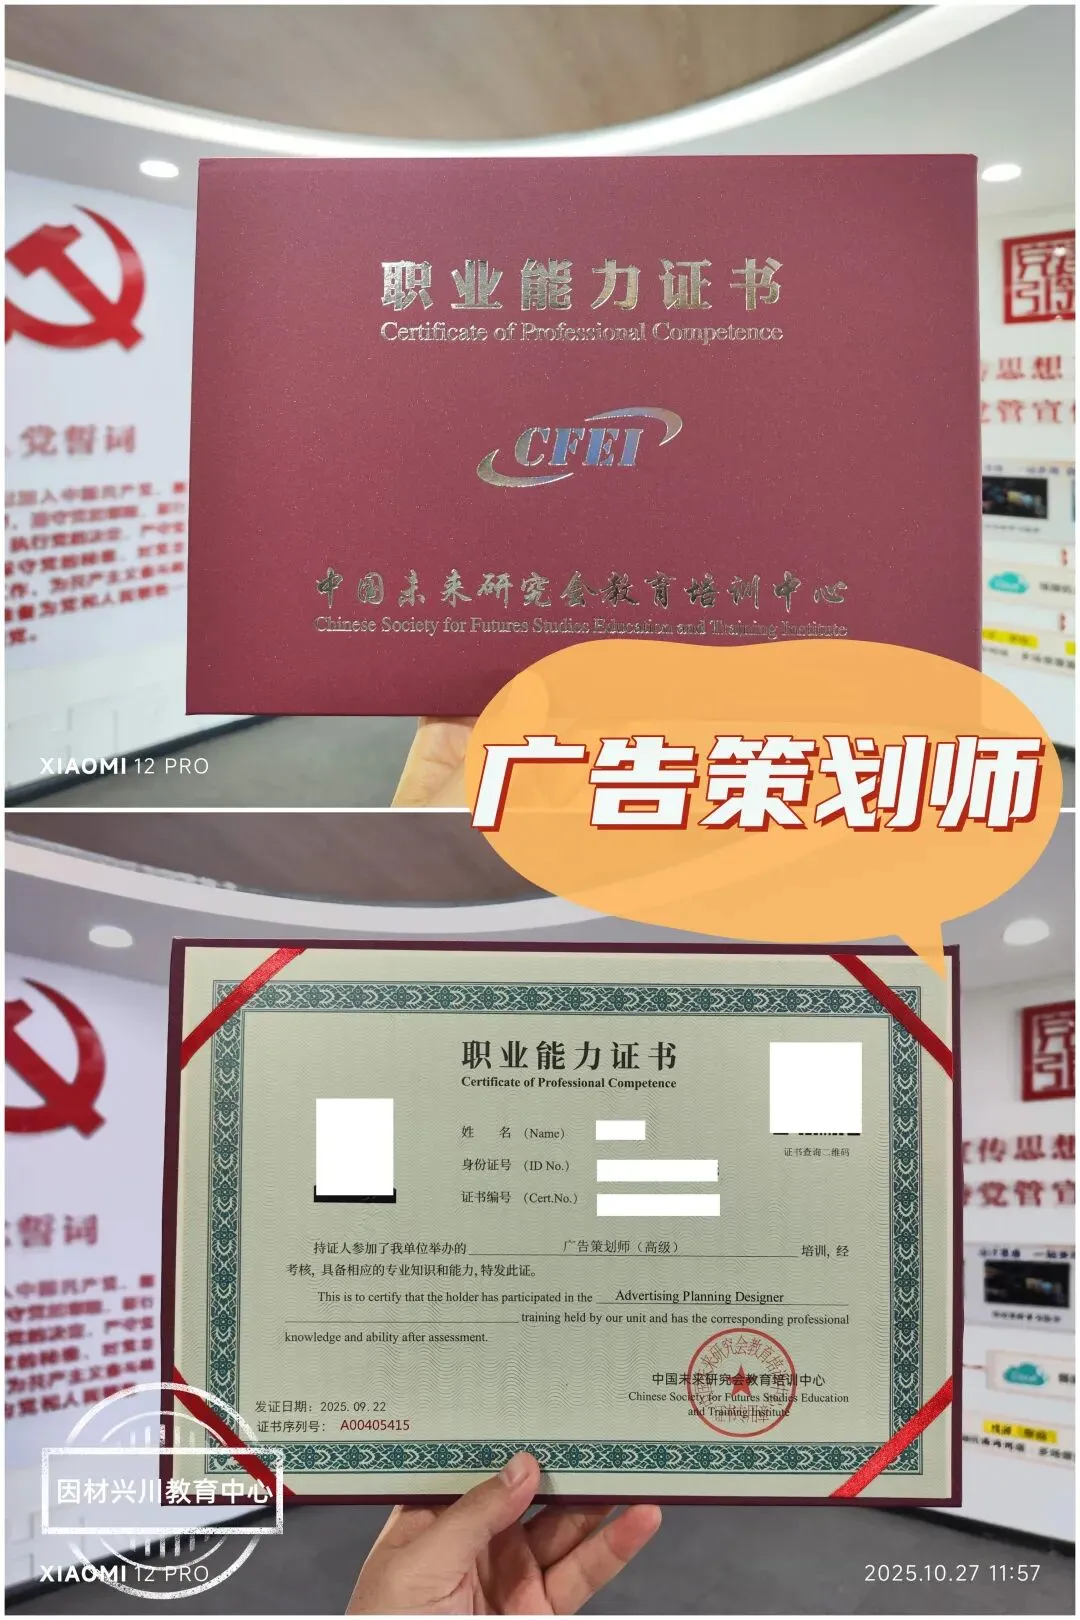 职业能力证书
Certificate of Professional Competence
CFEI
中国未来研究会教育培训中心
Chinese Society for Futures Studies Education and Training Institute
党誓词
宣传思想
党管宣
XIAOMI 12 PRO
广告策划师
职业能力证书
Certificate of Professional Competence
姓 名 (Name)
身份证号 (ID No.)
证书编号 (Cert.No.)
证书查询二维码
持证人参加了我单位举办的 广告策划师（高级） 培训, 经
考核, 具备相应的专业知识和能力, 特发此证。
This is to certify that the holder has participated in the Advertising Planning Designer
training held by our unit and has the corresponding professional
knowledge and ability after assessment.
中国未来研究会教育培训中心
Chinese Society for Futures Studies Education
and Training Institute
发证日期: 2025. 09. 22
证书序列号: A00405415
因材兴川教育中心
XIAOMI 12 PRO
2025.10.27 11:57